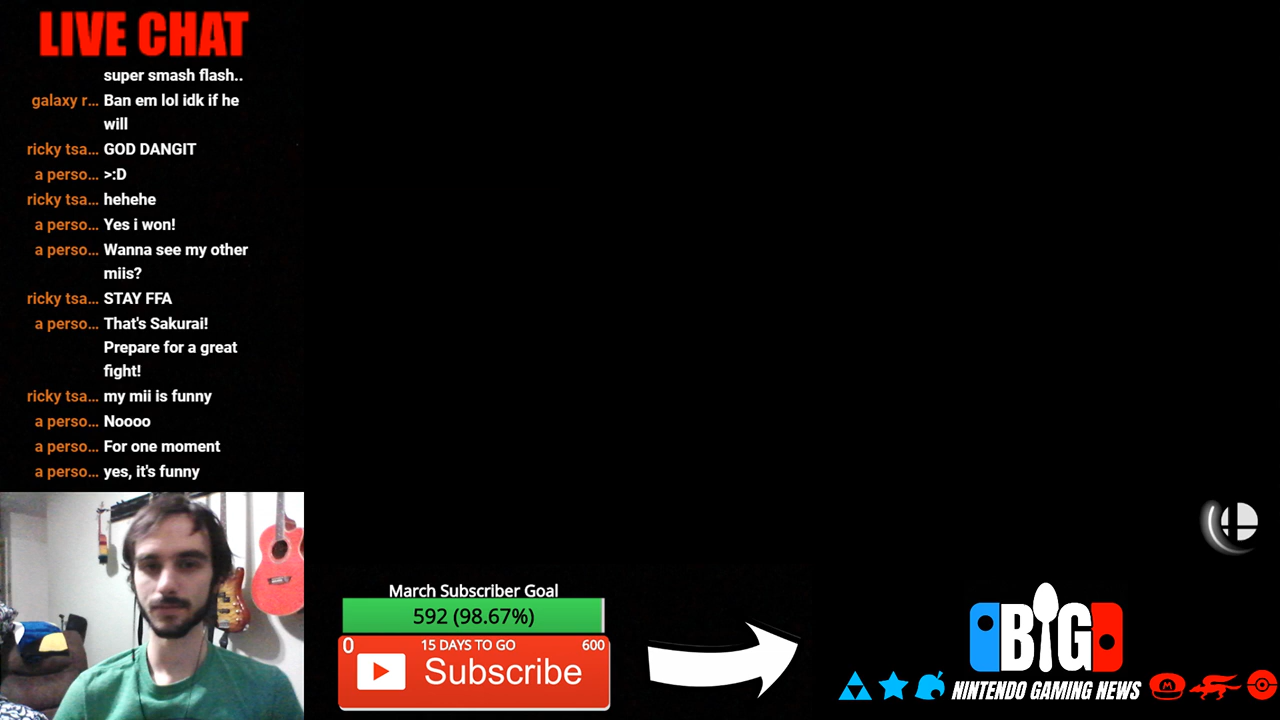 LIVE CHAT
super smash flash..
galaxy r... Ban em lol idk if he
will
ricky tsa... GOD DANGIT
a perso... >:D
ricky tsa... hehehe
a perso... Yes i won!
a perso... Wanna see my other
miis?
ricky tsa... STAY FFA
a perso... That's Sakurai!
Prepare for a great
fight!
ricky tsa... my mii is funny
a perso... Noooo
a perso... For one moment
a perso... yes, it's funny
March Subscriber Goal
592 (98.67%)
0 15 DAYS TO GO 600
Subscribe
BIG
NINTENDO GAMING NEWS
M